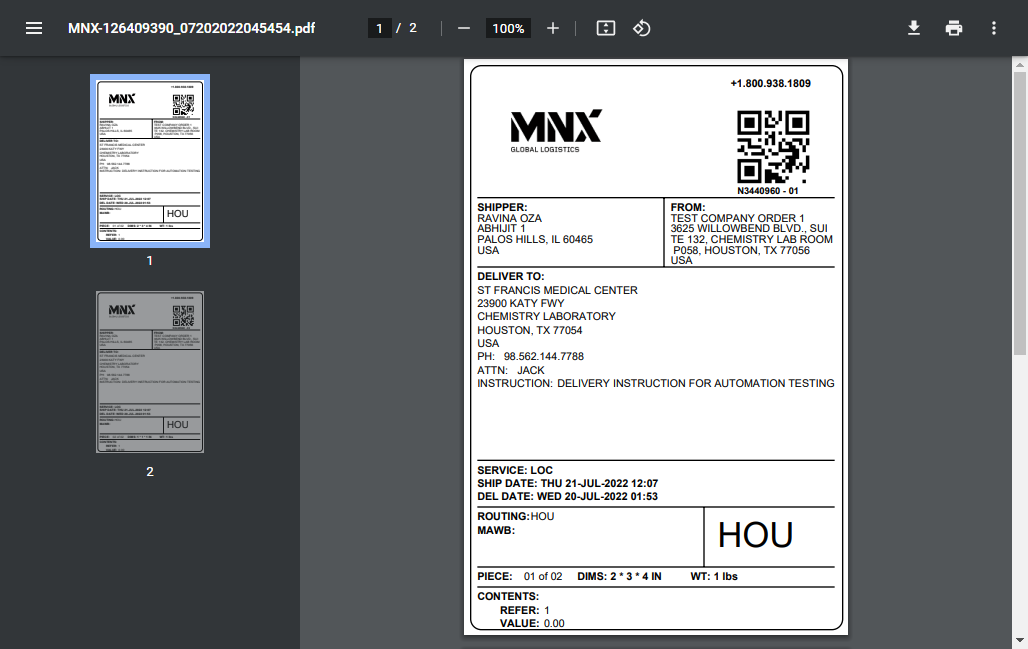 MNX-126409390_07202022045454.pdf
1 / 2
100%
1
2
+1.800.938.1809
MNX
GLOBAL LOGISTICS
N3440960 - 01
SHIPPER:
RAVINA OZA
ABHIJIT 1
PALOS HILLS, IL 60465
USA
FROM:
TEST COMPANY ORDER 1
3625 WILLOWBEND BLVD., SUI
TE 132, CHEMISTRY LAB ROOM
P058, HOUSTON, TX 77056
USA
DELIVER TO:
ST FRANCIS MEDICAL CENTER
23900 KATY FWY
CHEMISTRY LABORATORY
HOUSTON, TX 77054
USA
PH: 98.562.144.7788
ATTN: JACK
INSTRUCTION: DELIVERY INSTRUCTION FOR AUTOMATION TESTING
SERVICE: LOC
SHIP DATE: THU 21-JUL-2022 12:07
DEL DATE: WED 20-JUL-2022 01:53
ROUTING:HOU
MAWB:
HOU
PIECE: 01 of 02 DIMS: 2 * 3 * 4 IN WT: 1 lbs
CONTENTS:
REFER: 1
VALUE: 0.00